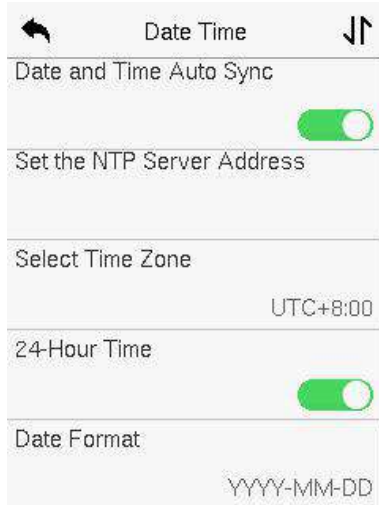 Date Time
Date and Time Auto Sync
Set the NTP Server Address
Select Time Zone
UTC+8:00
24-Hour Time
Date Format
YYYY-MM-DD